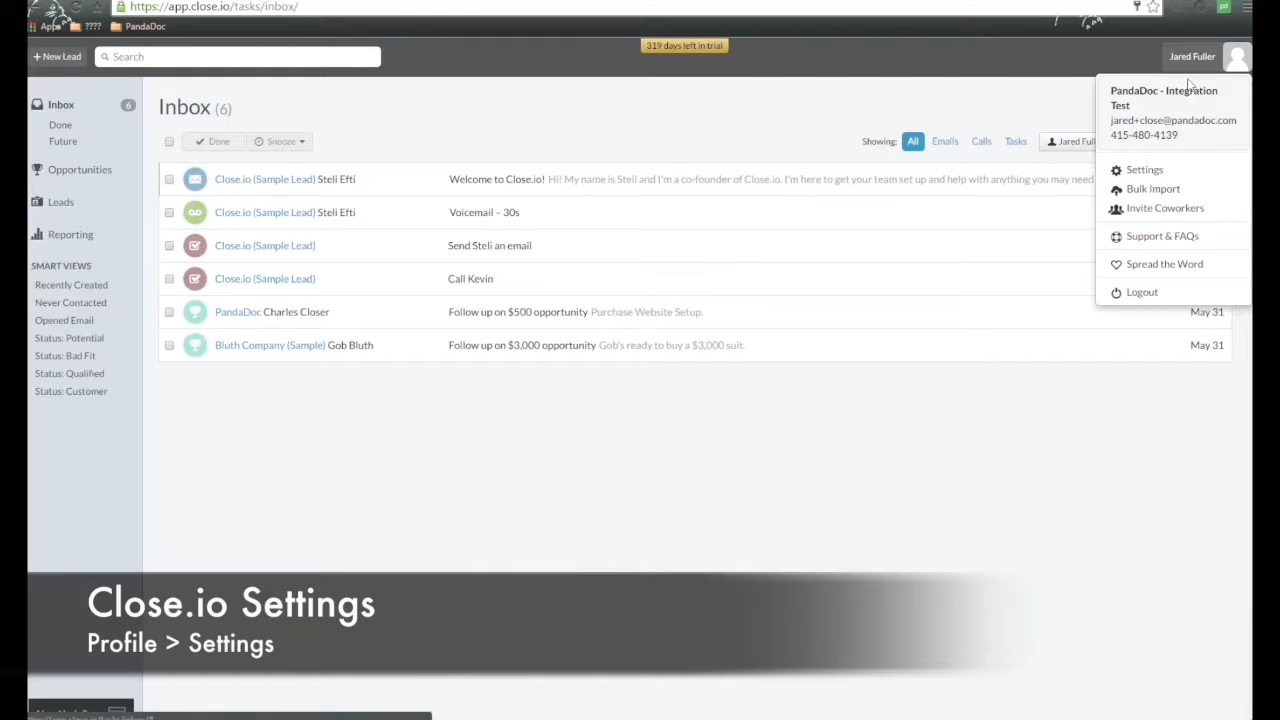 https://app.close.io/tasks/inbox/
Apps ???? PandaDoc
+ New Lead Search 319 days left in trial Jared Fuller
PandaDoc - Integration
Test
jared+close@pandadoc.com
415-480-4139
Settings
Bulk Import
Invite Coworkers
Support & FAQs
Spread the Word
Logout
Inbox 6
Done
Future
Opportunities
Leads
Reporting
SMART VIEWS
Recently Created
Never Contacted
Opened Email
Status: Potential
Status: Bad Fit
Status: Qualified
Status: Customer
Inbox (6)
Done Snooze Showing: All Emails Calls Tasks Jared Full
Close.io (Sample Lead) Steli Efti Welcome to Close.io! Hi! My name is Steli and I'm a co-founder of Close.io. I'm here to get your team set up and help with anything you may need
Close.io (Sample Lead) Steli Efti Voicemail – 30s
Close.io (Sample Lead) Send Steli an email
Close.io (Sample Lead) Call Kevin
PandaDoc Charles Closer Follow up on $500 opportunity Purchase Website Setup. May 31
Bluth Company (Sample) Gob Bluth Follow up on $3,000 opportunity Gob's ready to buy a $3,000 suit. May 31
Close.io Settings
Profile > Settings